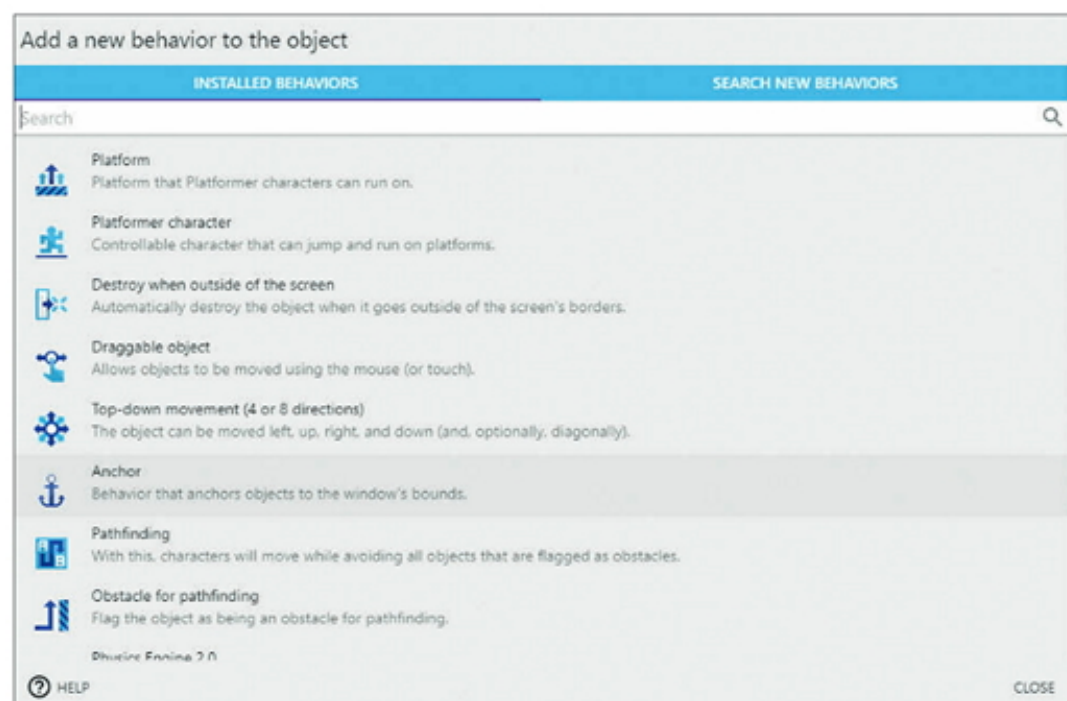 Add a new behavior to the object
INSTALLED BEHAVIORS
SEARCH NEW BEHAVIORS
Search
Platform
Platform that Platformer characters can run on.
Platformer character
Controllable character that can jump and run on platforms.
Destroy when outside of the screen
Automatically destroy the object when it goes outside of the screen's borders.
Draggable object
Allows objects to be moved using the mouse (or touch).
Top-down movement (4 or 8 directions)
The object can be moved left, up, right, and down (and, optionally, diagonally).
Anchor
Behavior that anchors objects to the window's bounds.
Pathfinding
With this, characters will move while avoiding all objects that are flagged as obstacles.
Obstacle for pathfinding
Flag the object as being an obstacle for pathfinding.
Physics Engine 2.0
HELP
CLOSE